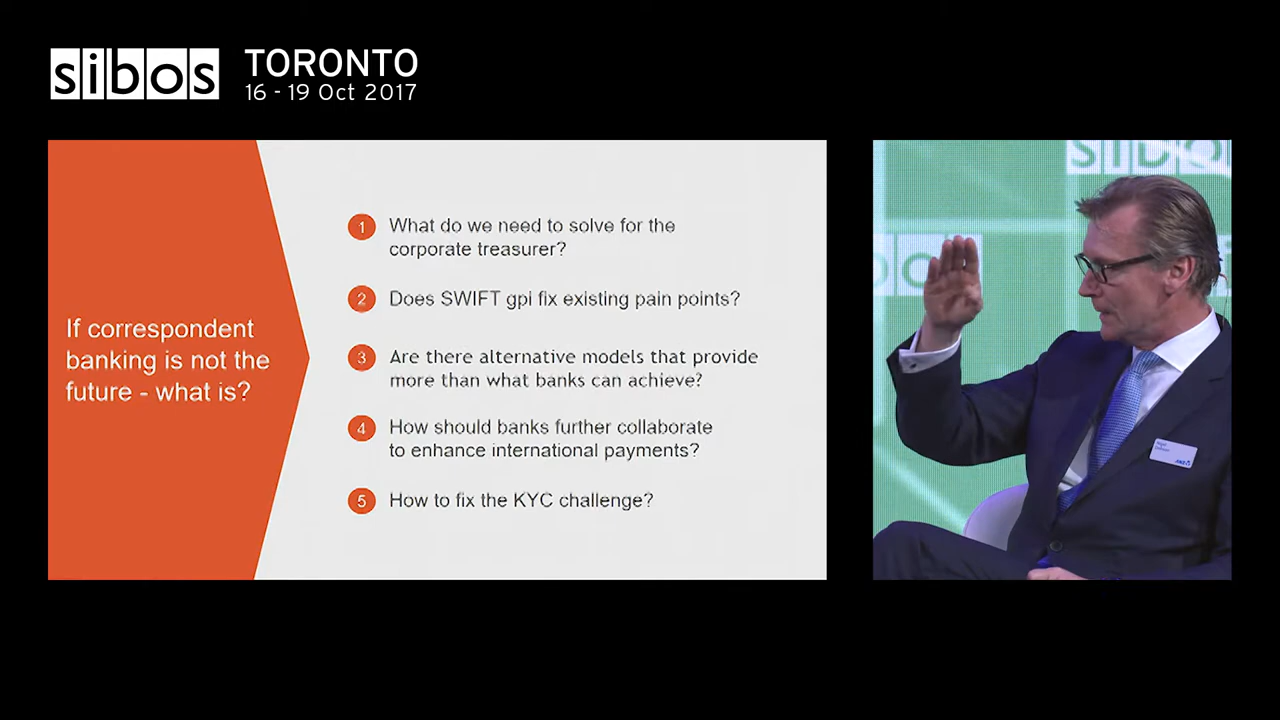 sibos
TORONTO
16 - 19 Oct 2017
If correspondent
banking is not the
future - what is?
1 What do we need to solve for the
corporate treasurer?
2 Does SWIFT gpi fix existing pain points?
3 Are there alternative models that provide
more than what banks can achieve?
4 How should banks further collaborate
to enhance international payments?
5 How to fix the KYC challenge?
sibos